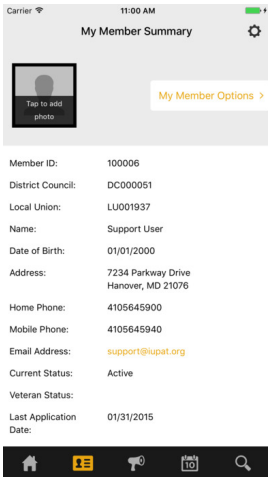 Carrier 11:00 AM
My Member Summary
Tap to add
photo
My Member Options >
Member ID: 100006
District Council: DC000051
Local Union: LU001937
Name: Support User
Date of Birth: 01/01/2000
Address: 7234 Parkway Drive
Hanover, MD 21076
Home Phone: 4105645900
Mobile Phone: 4105645940
Email Address: support@iupat.org
Current Status: Active
Veteran Status:
Last Application 01/31/2015
Date:
10